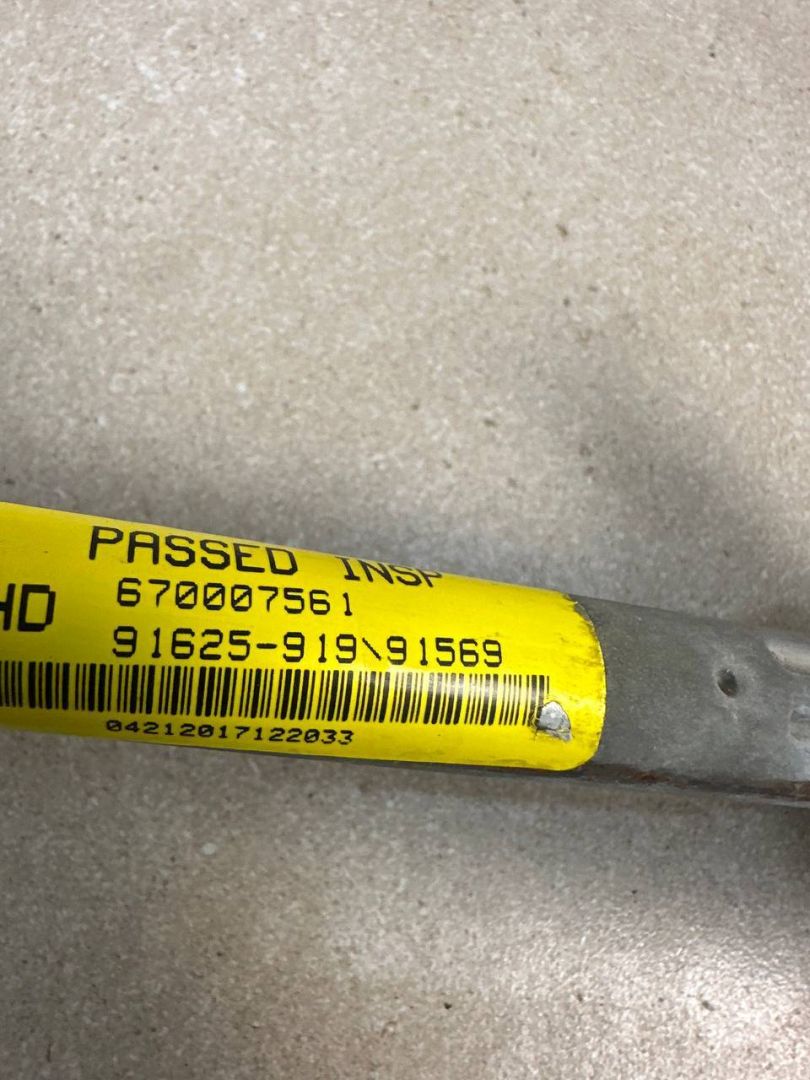 PASSED INSP
HD 670007561
91625-919\91569
04212017122033